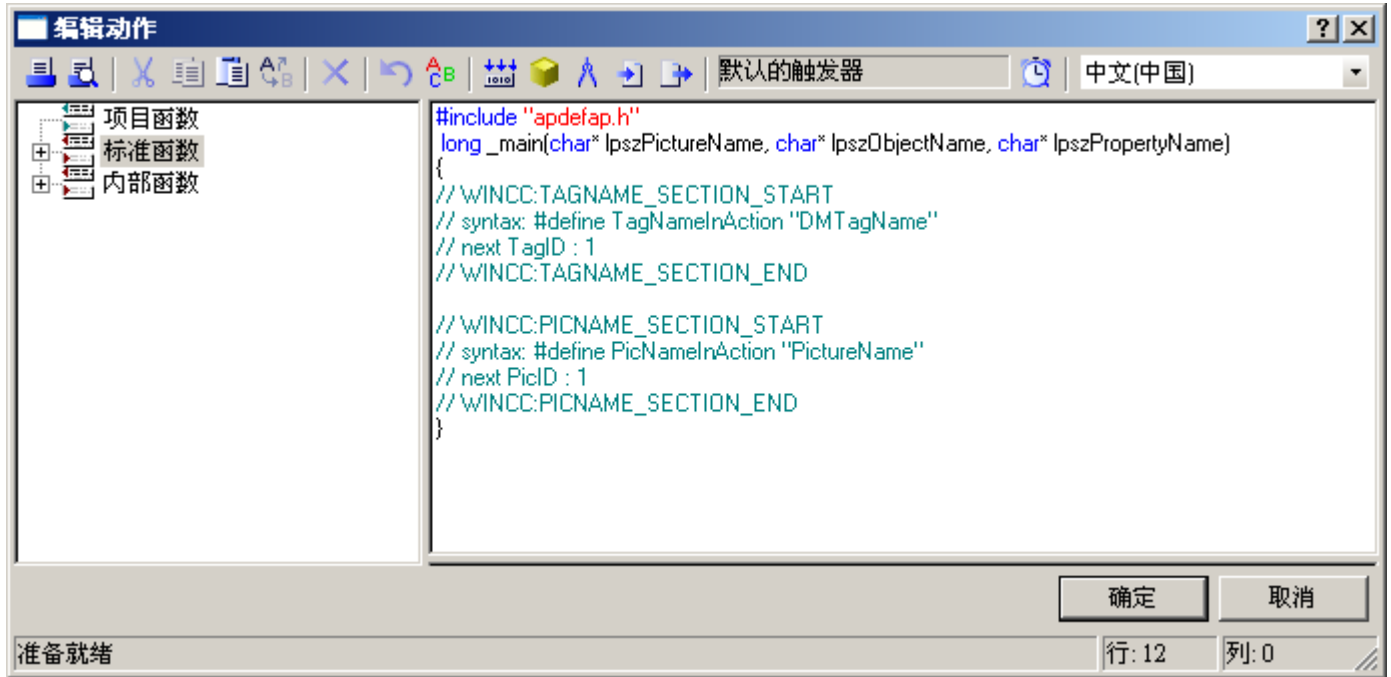 编辑动作
默认的触发器
中文(中国)
项目函数
标准函数
内部函数
#include "apdefap.h"
long _main(char* lpszPictureName, char* lpszObjectName, char* lpszPropertyName)
{
// WINCC:TAGNAME_SECTION_START
// syntax: #define TagNameInAction "DMTagName"
// next TagID : 1
// WINCC:TAGNAME_SECTION_END
// WINCC:PICNAME_SECTION_START
// syntax: #define PicNameInAction "PictureName"
// next PicID : 1
// WINCC:PICNAME_SECTION_END
}
确定
取消
准备就绪
行: 12
列: 0